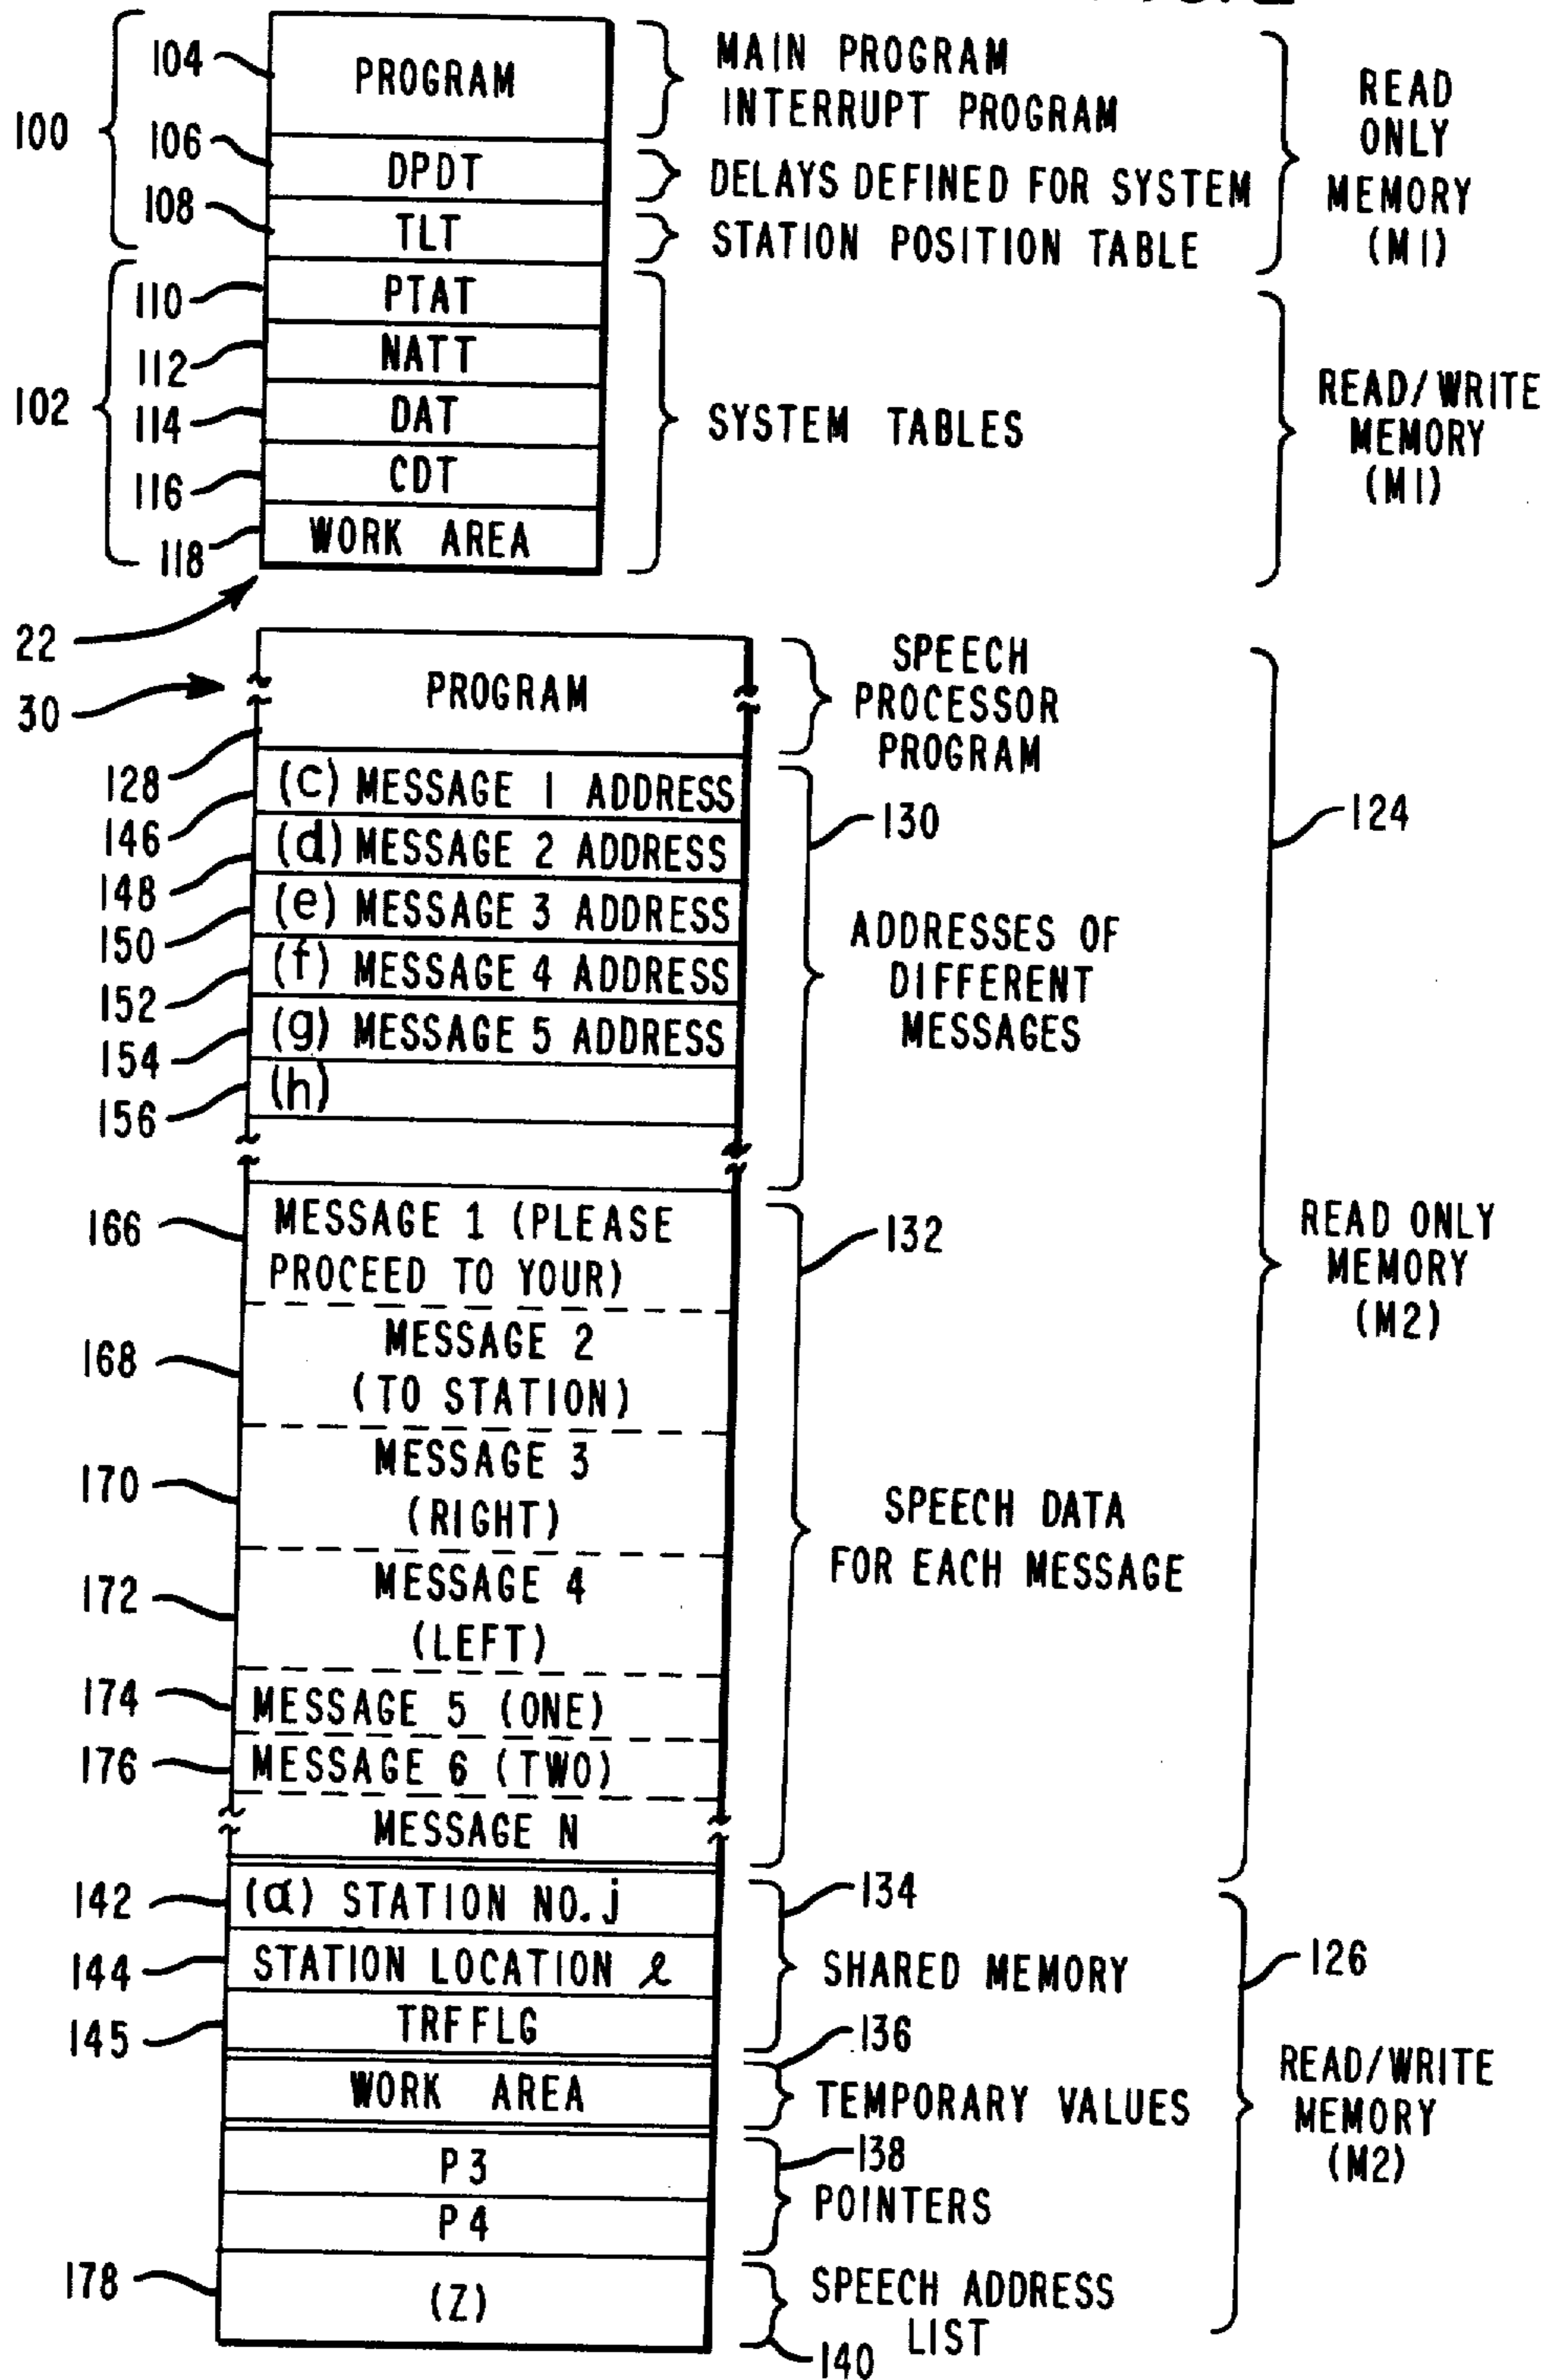 104
PROGRAM
MAIN PROGRAM
INTERRUPT PROGRAM
READ
ONLY
MEMORY
(M1)
100
106
DPDT
DELAYS DEFINED FOR SYSTEM
108
TLT
STATION POSITION TABLE
110
PTAT
112
NATT
102
114
DAT
SYSTEM TABLES
READ/WRITE
MEMORY
(M1)
116
CDT
118
WORK AREA
22
30
PROGRAM
SPEECH
PROCESSOR
PROGRAM
128
146
(c) MESSAGE 1 ADDRESS
130
124
148
(d) MESSAGE 2 ADDRESS
150
(e) MESSAGE 3 ADDRESS
ADDRESSES OF
DIFFERENT
MESSAGES
152
(f) MESSAGE 4 ADDRESS
154
(g) MESSAGE 5 ADDRESS
156
(h)
166
MESSAGE 1 (PLEASE
PROCEED TO YOUR)
132
READ ONLY
MEMORY
(M2)
168
MESSAGE 2
(TO STATION)
170
MESSAGE 3
(RIGHT)
SPEECH DATA
FOR EACH MESSAGE
172
MESSAGE 4
(LEFT)
174
MESSAGE 5 (ONE)
176
MESSAGE 6 (TWO)
MESSAGE N
142
(a) STATION NO. j
134
144
STATION LOCATION ℓ
SHARED MEMORY
126
145
TRFFLG
136
WORK AREA
TEMPORARY VALUES
READ/WRITE
MEMORY
(M2)
P3
138
POINTERS
P4
178
(Z)
SPEECH ADDRESS
LIST
140